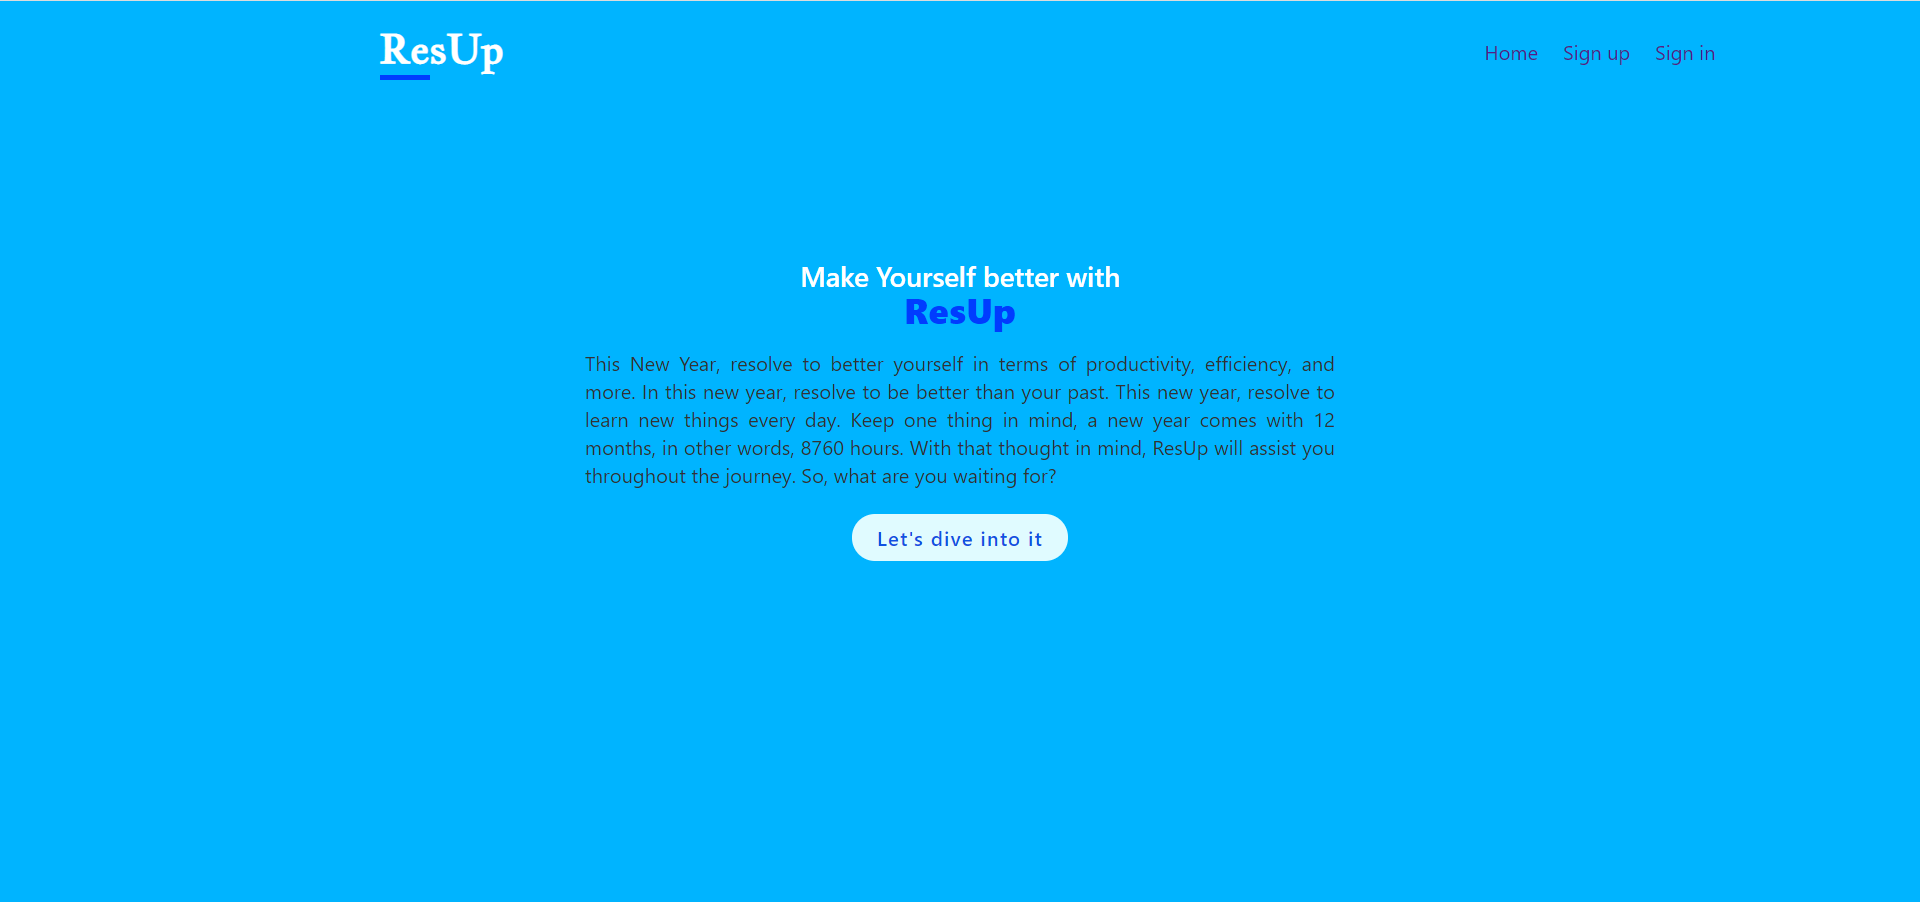 ResUp
Home Sign up Sign in
Make Yourself better with
ResUp
This New Year, resolve to better yourself in terms of productivity, efficiency, and
more. In this new year, resolve to be better than your past. This new year, resolve to
learn new things every day. Keep one thing in mind, a new year comes with 12
months, in other words, 8760 hours. With that thought in mind, ResUp will assist you
throughout the journey. So, what are you waiting for?
Let's dive into it